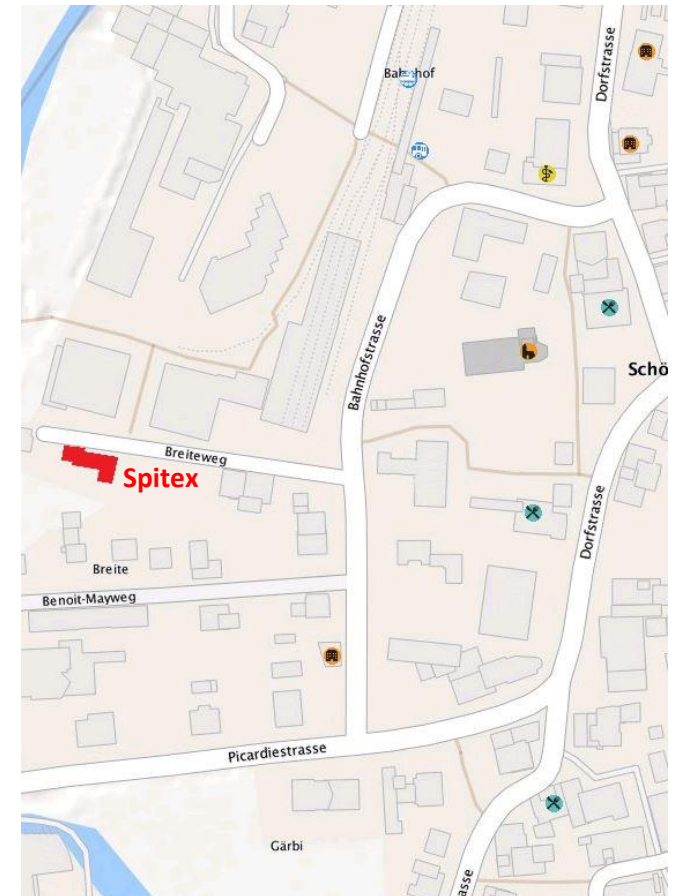 Bahnhof
Dorfstrasse
Bahnhofstrasse
Schö
Breiteweg
Spitex
Dorfstrasse
Breite
Benoit-Mayweg
Picardiestrasse
Gärbi
sse